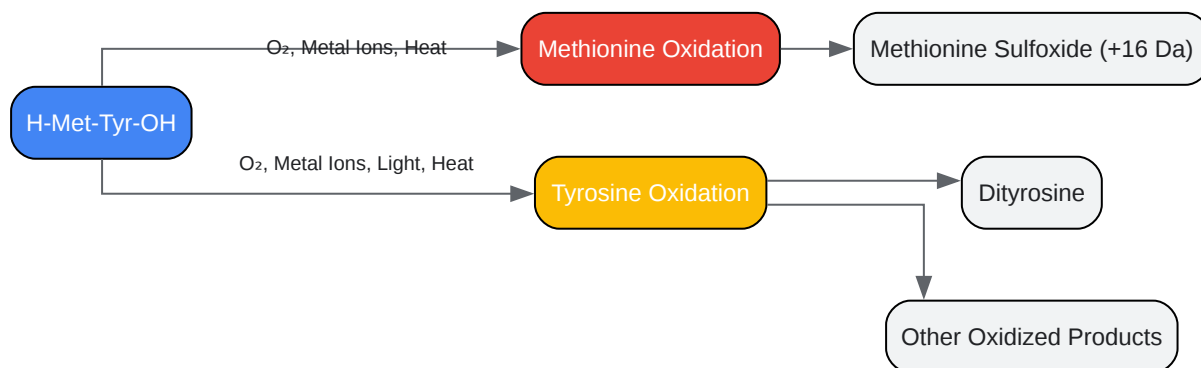 O₂, Metal Ions, Heat
Methionine Oxidation
Methionine Sulfoxide (+16 Da)
H-Met-Tyr-OH
O₂, Metal Ions, Light, Heat
Tyrosine Oxidation
Dityrosine
Other Oxidized Products